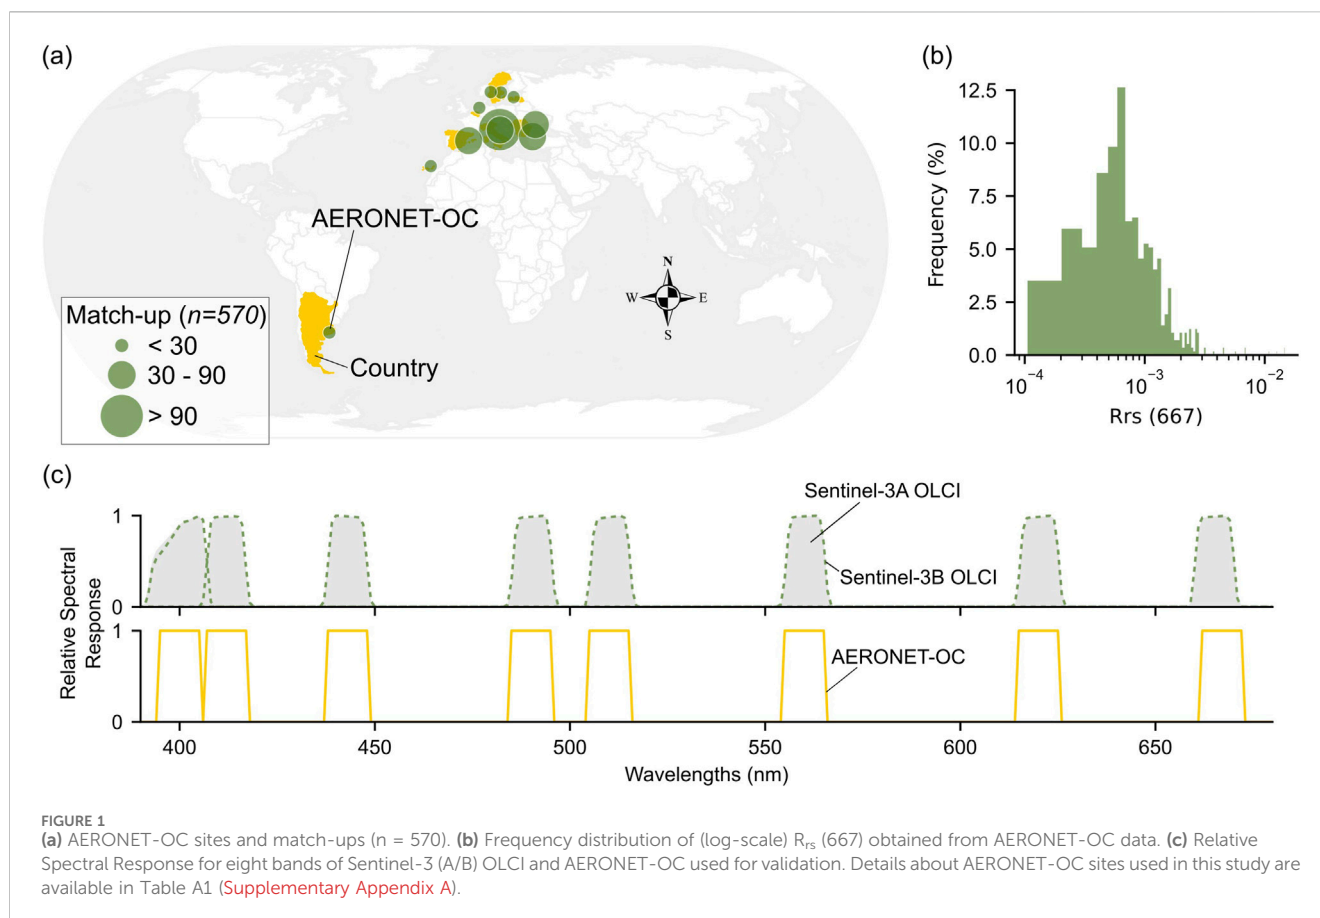 (a)
AERONET-OC
Match-up (n=570)
< 30
30 - 90
> 90
Country
N
W
E
S
(b)
Frequency (%)
12.5
10.0
7.5
5.0
2.5
0.0
10⁻⁴
10⁻³
10⁻²
Rrs (667)
(c)
Relative Spectral
Response
1
0
1
0
Sentinel-3A OLCI
Sentinel-3B OLCI
AERONET-OC
400
450
500
550
600
650
Wavelengths (nm)
FIGURE 1
(a) AERONET-OC sites and match-ups (n = 570). (b) Frequency distribution of (log-scale) Rrs (667) obtained from AERONET-OC data. (c) Relative
Spectral Response for eight bands of Sentinel-3 (A/B) OLCI and AERONET-OC used for validation. Details about AERONET-OC sites used in this study are
available in Table A1 (Supplementary Appendix A).